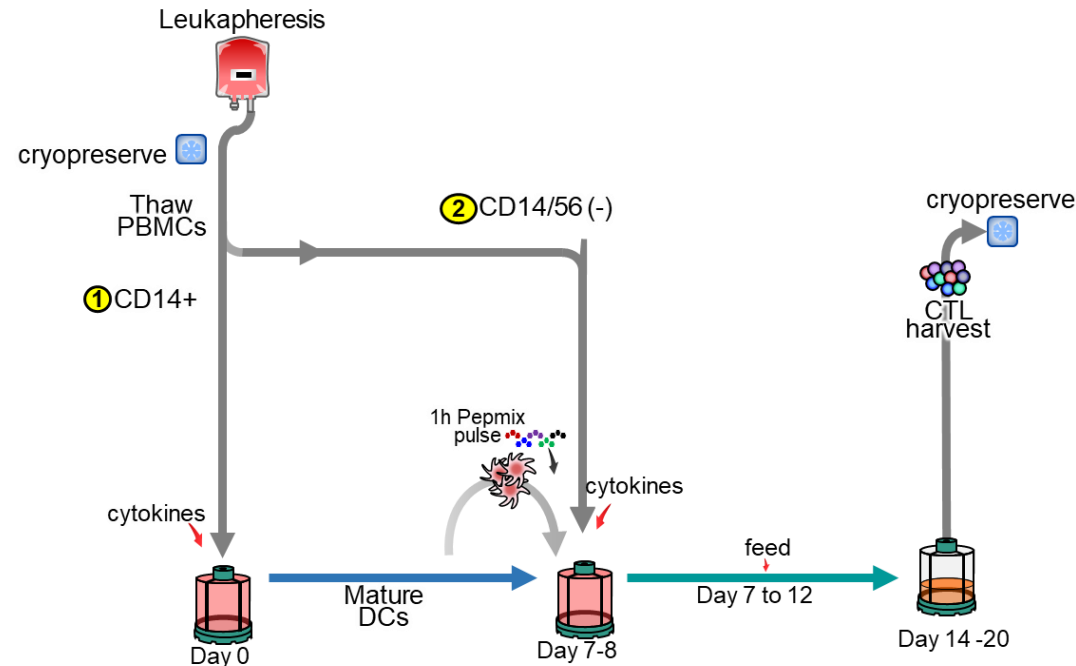 Leukapheresis
cryopreserve
Thaw
PBMCs
2 CD14/56 (-)
1 CD14+
cryopreserve
CTL
harvest
1h Pepmix
pulse
cytokines
cytokines
feed
Mature
DCs
Day 7 to 12
Day 0
Day 7-8
Day 14 -20